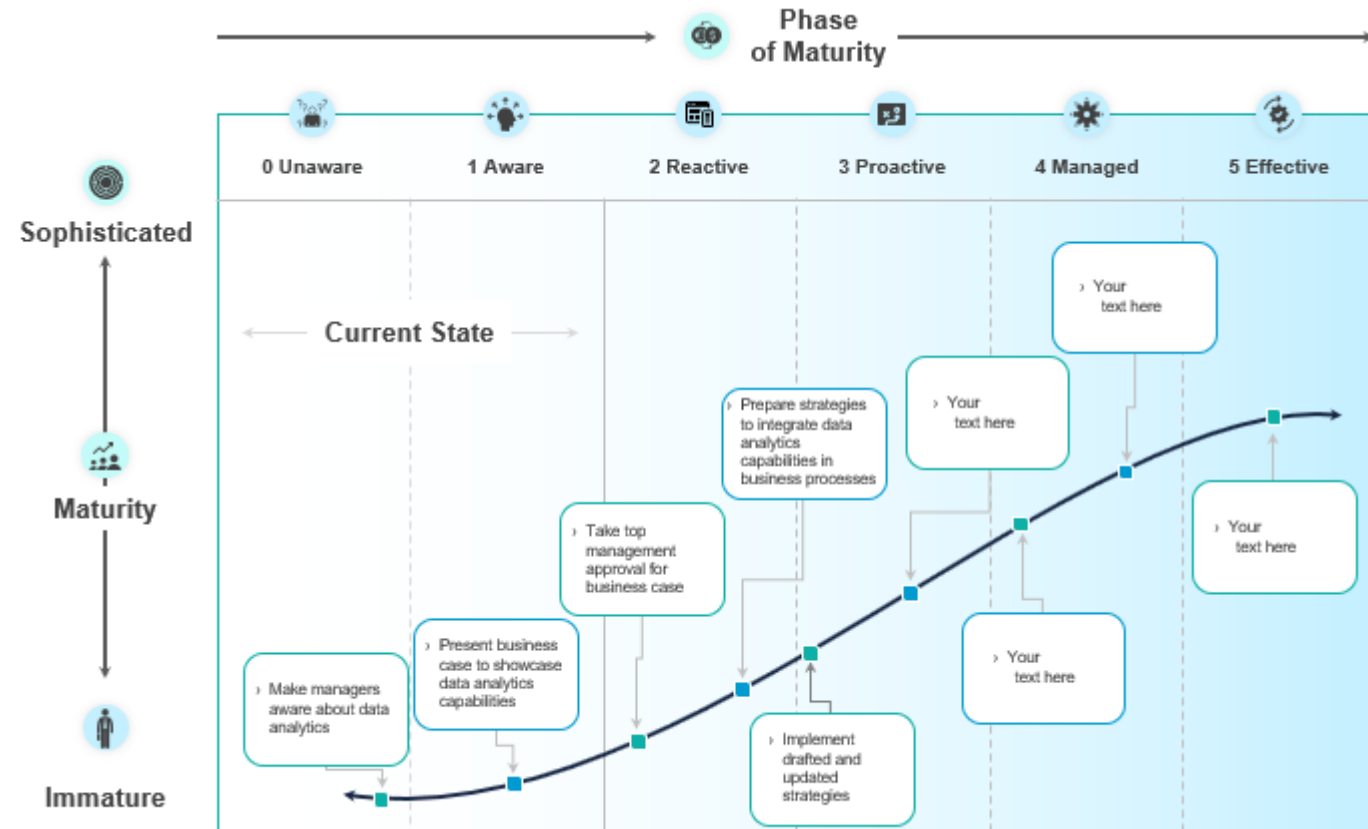 Phase
of Maturity
0 Unaware
1 Aware
2 Reactive
3 Proactive
4 Managed
5 Effective
Sophisticated
Maturity
Immature
Current State
› Make managers
aware about data
analytics
› Present business
case to showcase
data analytics
capabilities
› Take top
management
approval for
business case
› Prepare strategies
to integrate data
analytics
capabilities in
business processes
› Implement
drafted and
updated
strategies
› Your
text here
› Your
text here
› Your
text here
› Your
text here